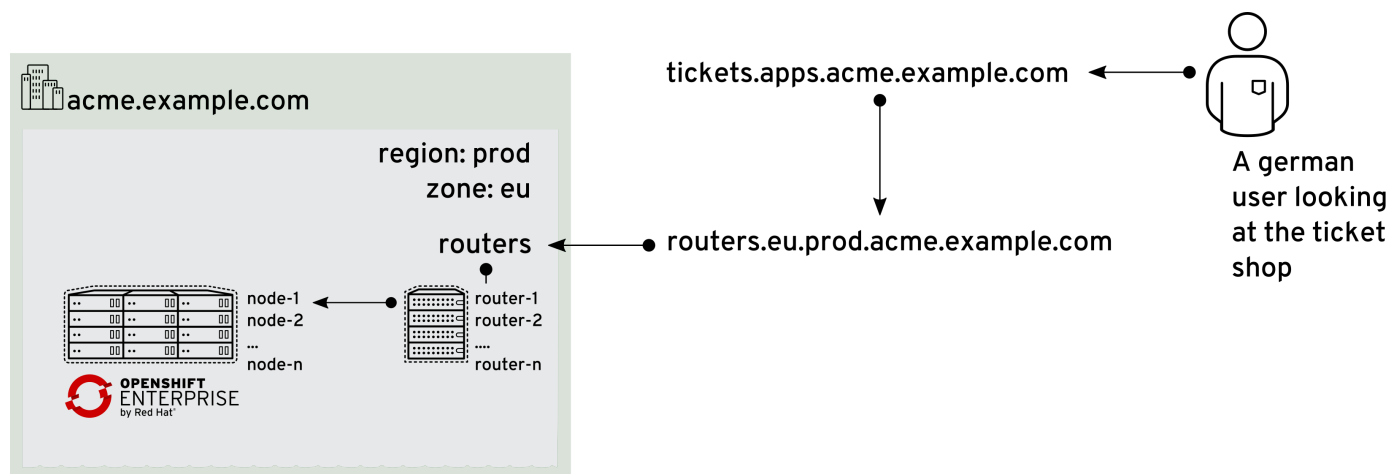 acme.example.com
region: prod
zone: eu
routers
node-1
node-2
...
node-n
router-1
router-2
....
router-n
OPENSHIFT
ENTERPRISE
by Red Hat®
tickets.apps.acme.example.com
routers.eu.prod.acme.example.com
A german
user looking
at the ticket
shop